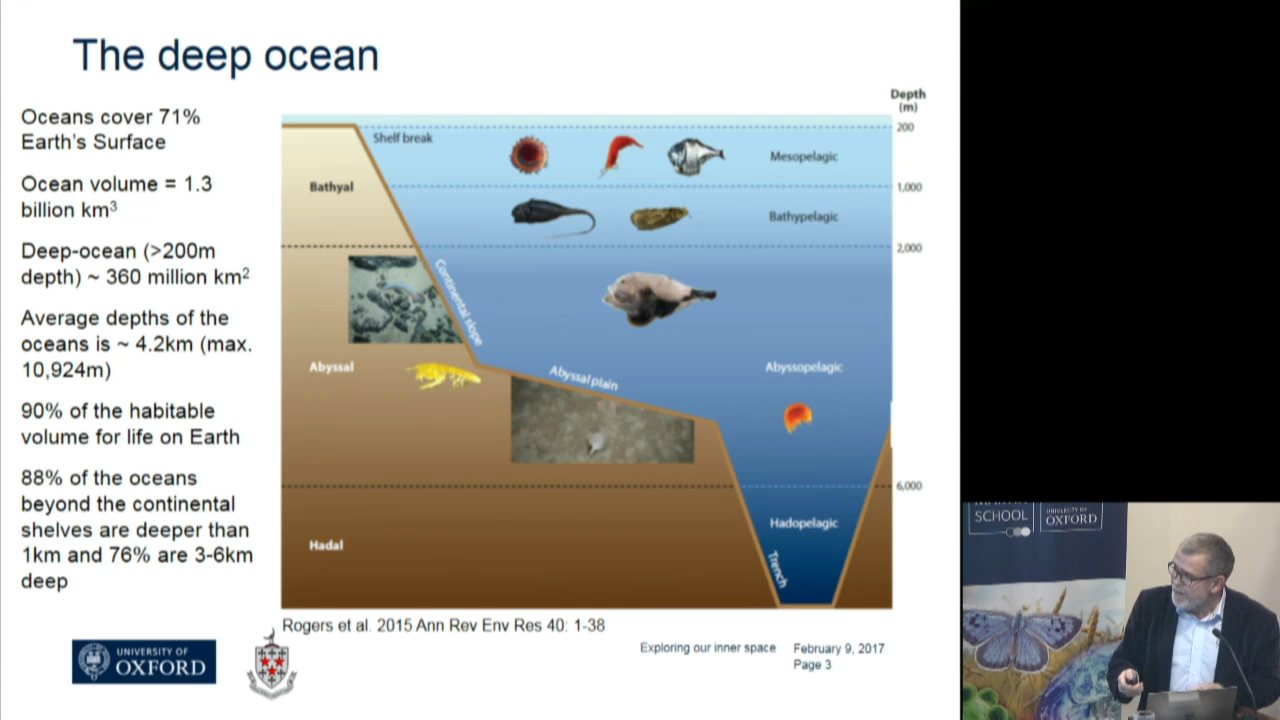 The deep ocean
Oceans cover 71%
Earth's Surface
Ocean volume = 1.3
billion km³
Deep-ocean (>200m
depth) ~ 360 million km²
Average depths of the
oceans is ~ 4.2km (max.
10,924m)
90% of the habitable
volume for life on Earth
88% of the oceans
beyond the continental
shelves are deeper than
1km and 76% are 3-6km
deep
Depth
(m)
200
Shelf break
Mesopelagic
Bathyal
1,000
Bathypelagic
2,000
Continental slope
Abyssal
Abyssal plain
Abyssopelagic
6,000
Hadopelagic
Hadal
Trench
Rogers et al. 2015 Ann Rev Env Res 40: 1-38
UNIVERSITY OF
OXFORD
Exploring our inner space
February 9, 2017
Page 3
SCHOOL
UNIVERSITY OF
OXFORD